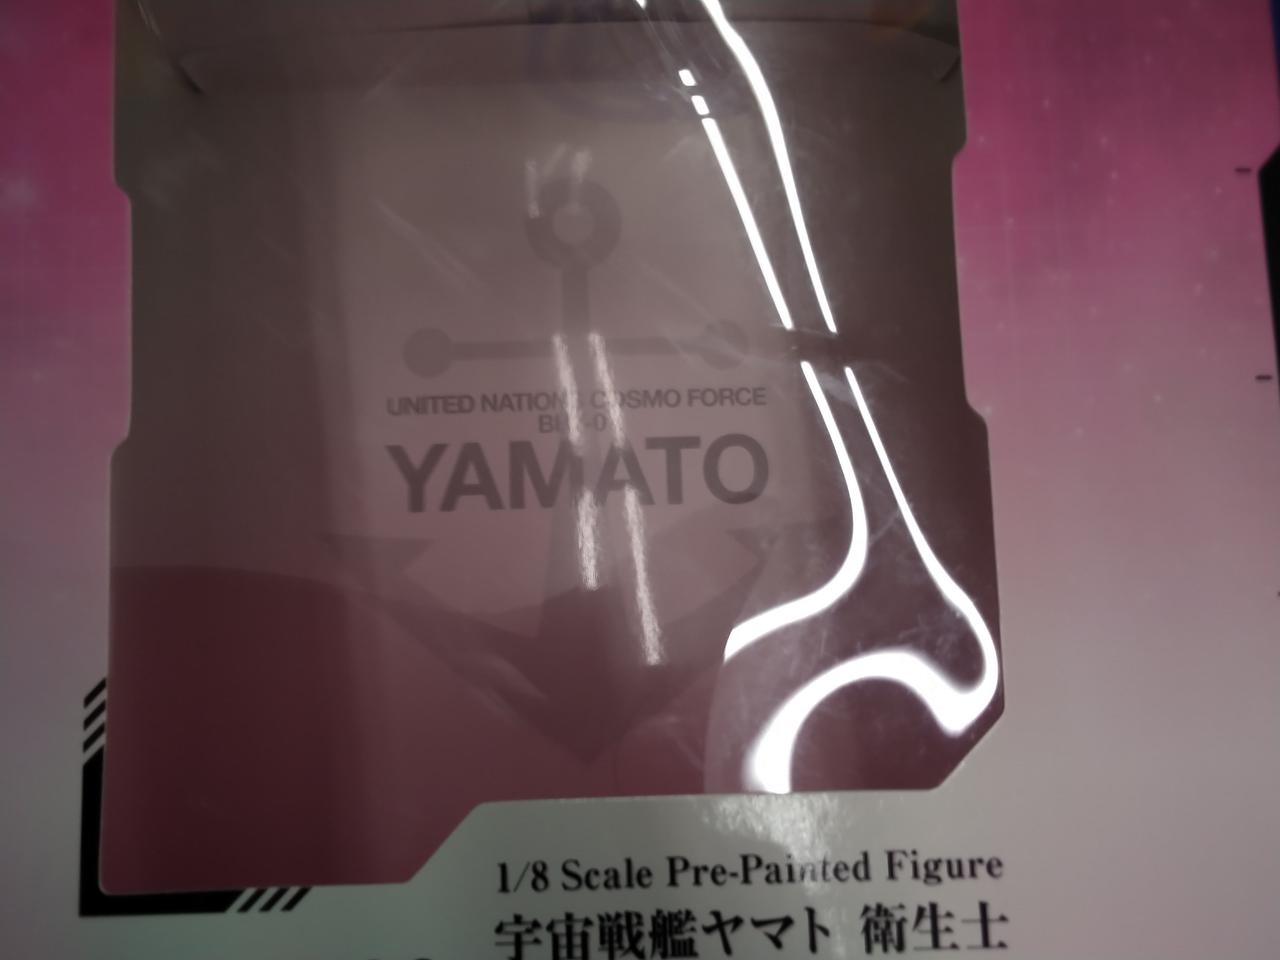 UNITED NATIONS COSMO FORCE
YAMATO
1/8 Scale Pre-Painted Figure
宇宙戦艦ヤマト 衛生士